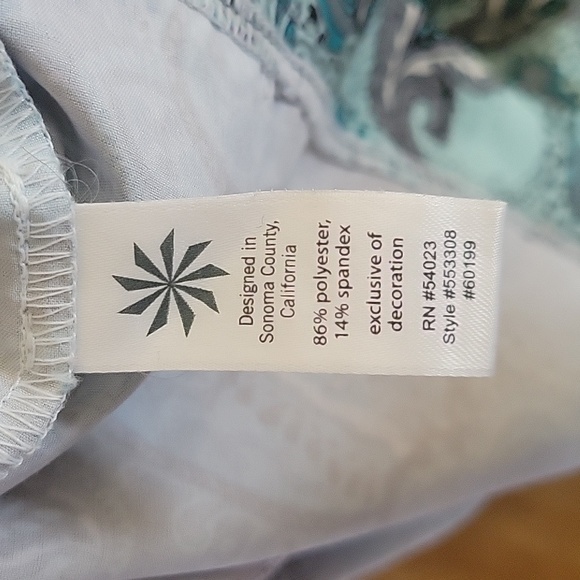 Designed in
Sonoma County,
California
86% polyester,
14% spandex
exclusive of
decoration
RN #54023
Style #553308
#60199